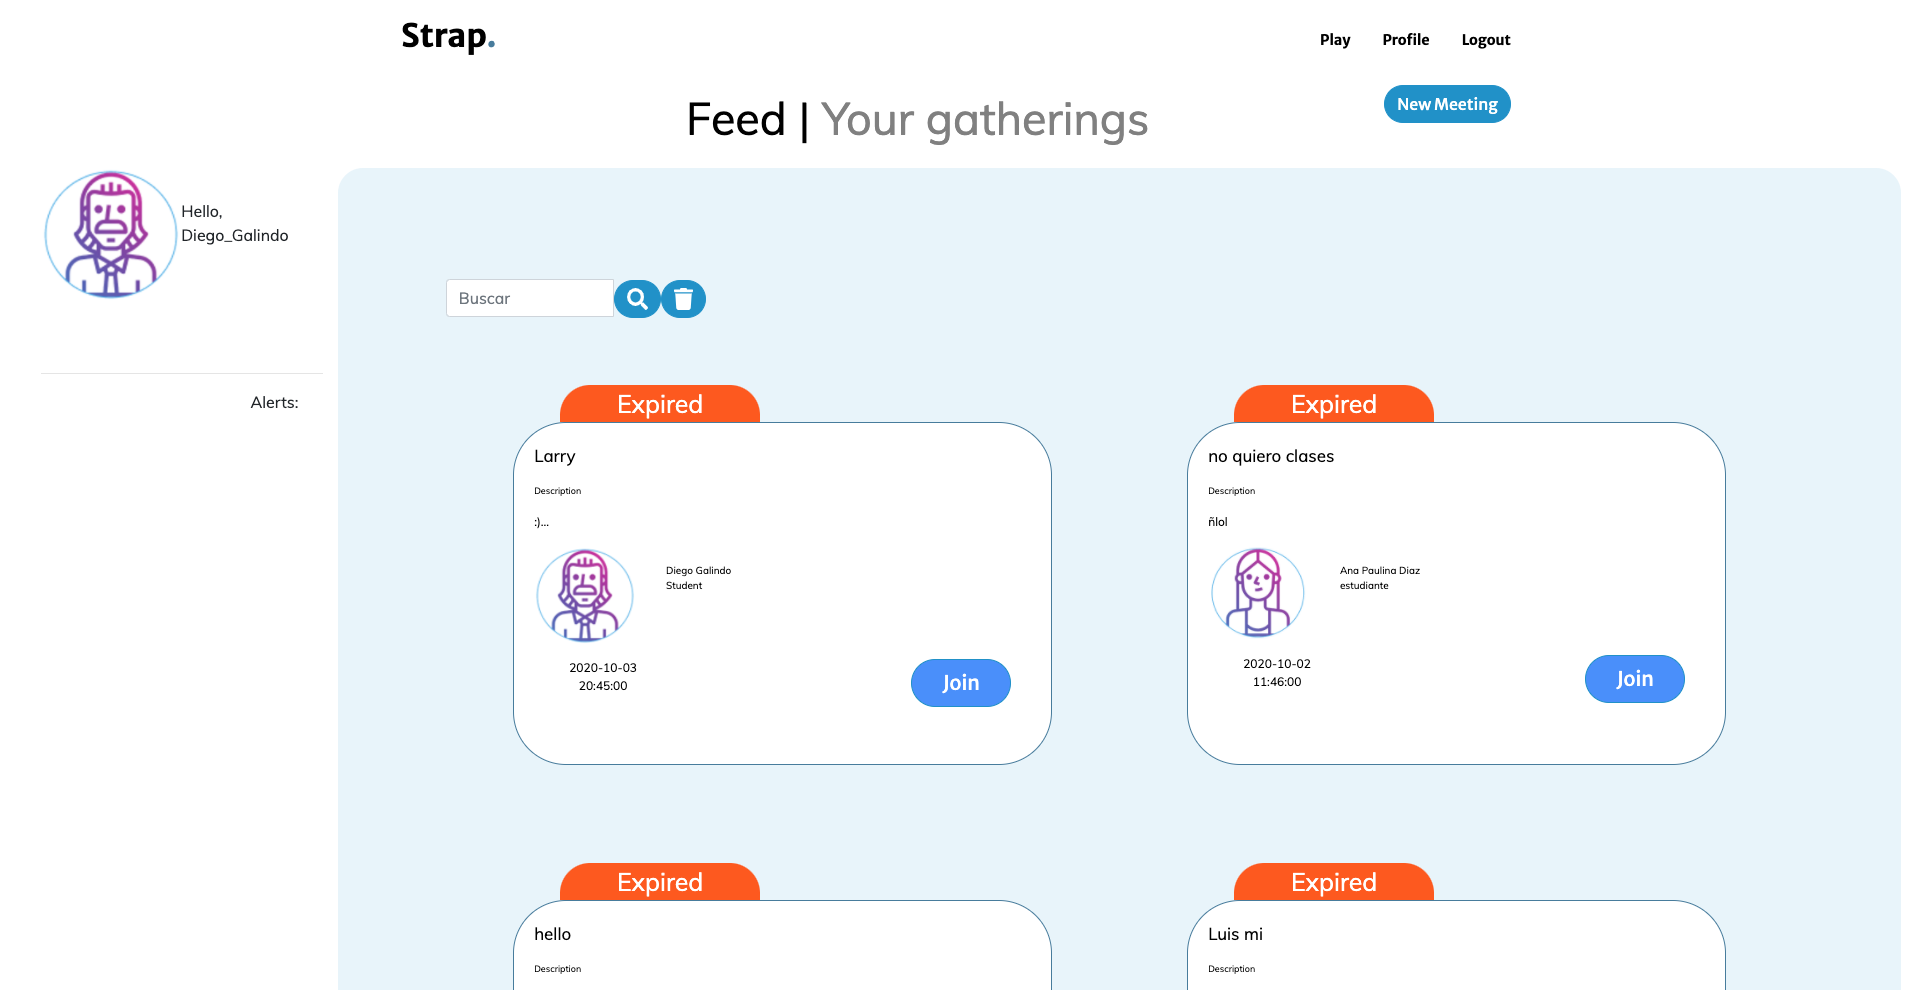 Strap.
Play Profile Logout
New Meeting
Feed | Your gatherings
Hello,
Diego_Galindo
Alerts:
Buscar
Expired
Larry
Description
:)...
Diego Galindo
Student
2020-10-03
20:45:00
Join
Expired
no quiero clases
Description
ñlol
Ana Paulina Diaz
estudiante
2020-10-02
11:46:00
Join
Expired
hello
Description
Expired
Luis mi
Description